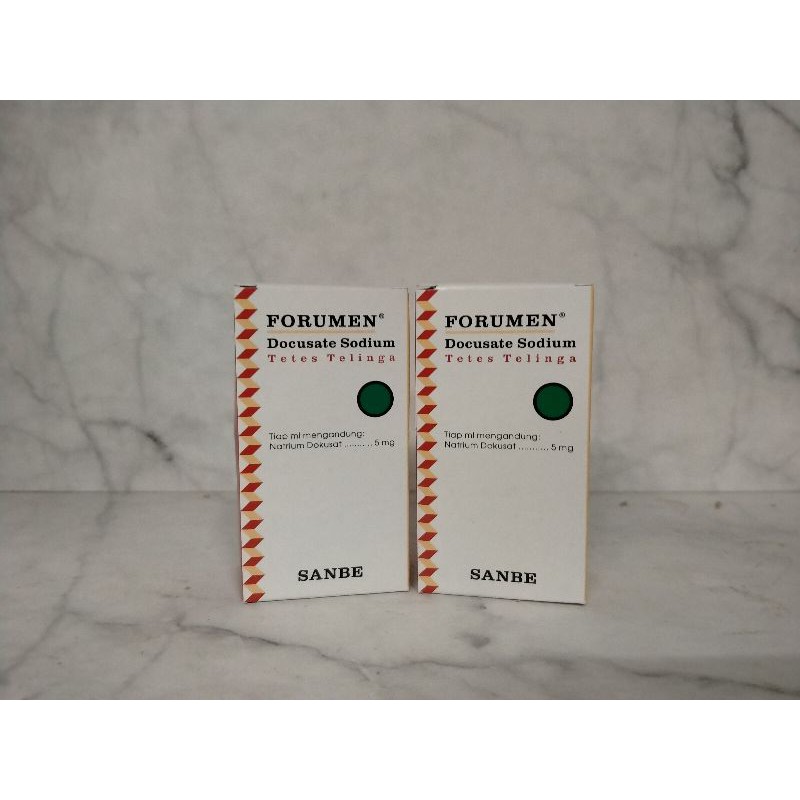 FORUMEN®
Docusate Sodium
Tetes Telinga
Tiap ml mengandung:
Natrium Dokusat .......... 5 mg
SANBE
FORUMEN®
Docusate Sodium
Tetes Telinga
Tiap ml mengandung:
Natrium Dokusat .......... 5 mg
SANBE